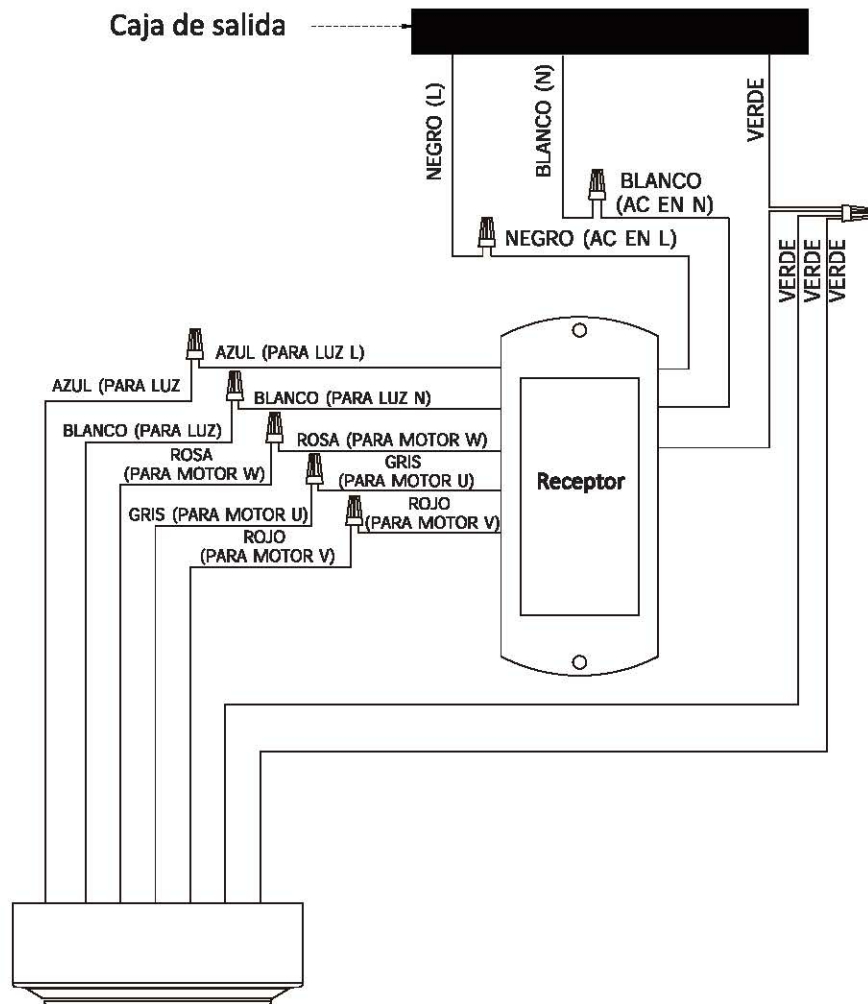 Caja de salida
NEGRO (L)
BLANCO (N)
VERDE
BLANCO
(AC EN N)
NEGRO (AC EN L)
VERDE
VERDE
VERDE
AZUL (PARA LUZ L)
AZUL (PARA LUZ
BLANCO (PARA LUZ N)
BLANCO (PARA LUZ)
ROSA (PARA MOTOR W)
ROSA
(PARA MOTOR W)
GRIS
(PARA MOTOR U)
Receptor
GRIS (PARA MOTOR U)
ROJO
(PARA MOTOR V)
ROJO
(PARA MOTOR V)